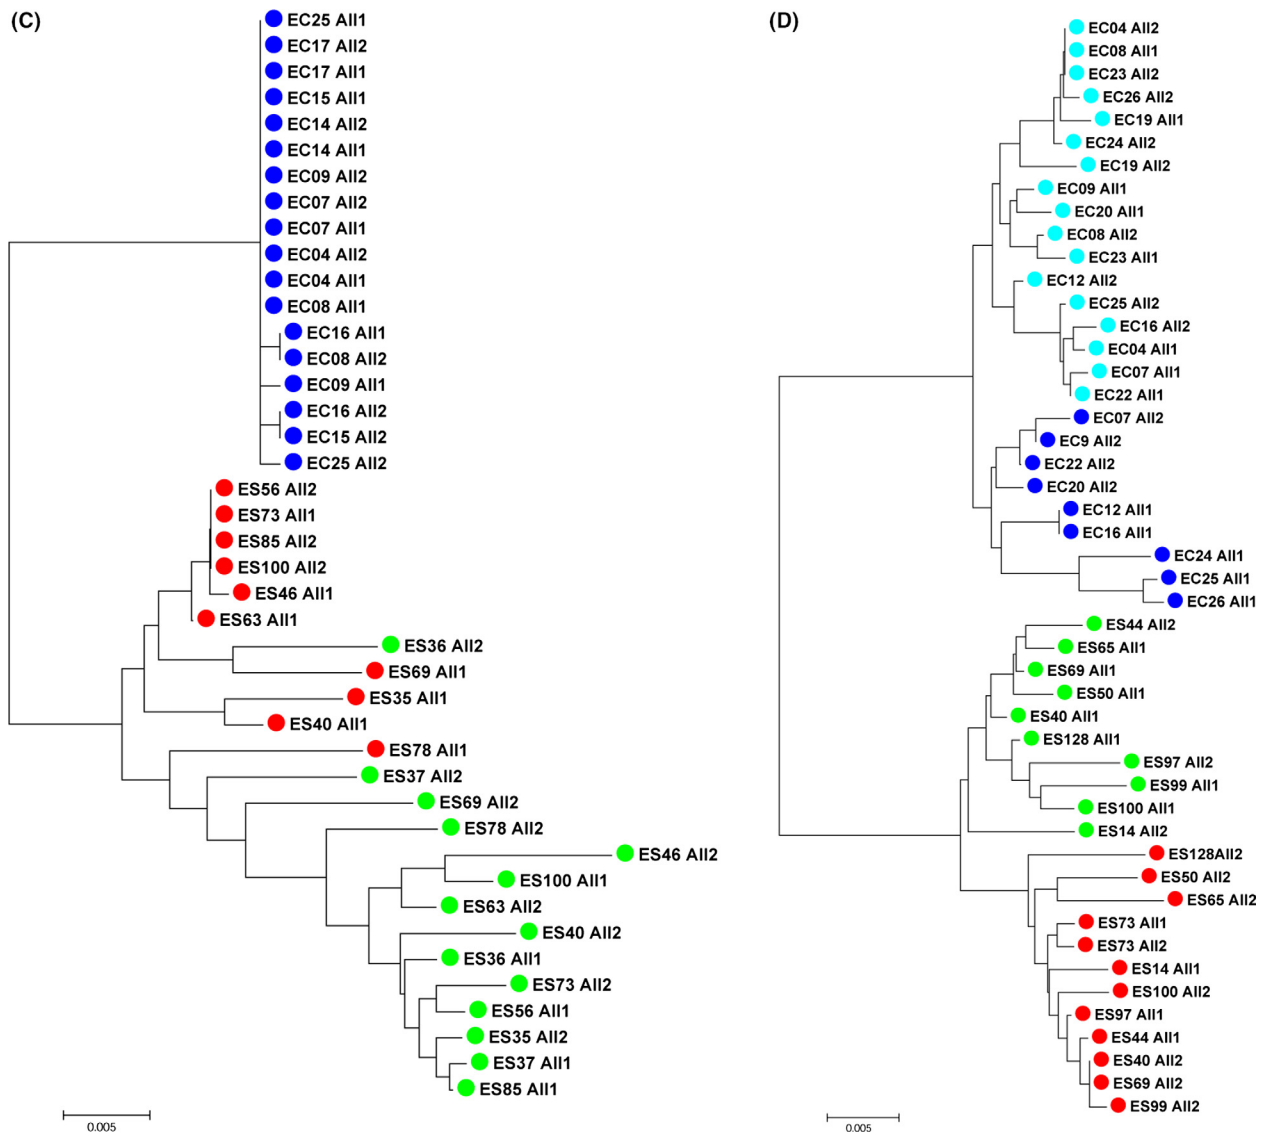 (C)
EC25 All1
EC17 All2
EC17 All1
EC15 All1
EC14 All2
EC14 All1
EC09 All2
EC07 All2
EC07 All1
EC04 All2
EC04 All1
EC08 All1
EC16 All1
EC08 All2
EC09 All1
EC16 All2
EC15 All2
EC25 All2
ES56 All2
ES73 All1
ES85 All2
ES100 All2
ES46 All1
ES63 All1
ES36 All2
ES69 All1
ES35 All1
ES40 All1
ES78 All1
ES37 All2
ES69 All2
ES78 All2
ES46 All2
ES100 All1
ES63 All2
ES40 All2
ES36 All1
ES73 All2
ES56 All1
ES35 All2
ES37 All1
ES85 All1
0.005
(D)
EC04 All2
EC08 All1
EC23 All2
EC26 All2
EC19 All1
EC24 All2
EC19 All2
EC09 All1
EC20 All1
EC08 All2
EC23 All1
EC12 All2
EC25 All2
EC16 All2
EC04 All1
EC07 All1
EC22 All1
EC07 All2
EC9 All2
EC22 All2
EC20 All2
EC12 All1
EC16 All1
EC24 All1
EC25 All1
EC26 All1
ES44 All2
ES65 All1
ES69 All1
ES50 All1
ES40 All1
ES128 All1
ES97 All2
ES99 All1
ES100 All1
ES14 All2
ES128All2
ES50 All2
ES65 All2
ES73 All1
ES73 All2
ES14 All1
ES100 All2
ES97 All1
ES44 All1
ES40 All2
ES69 All2
ES99 All2
0.005